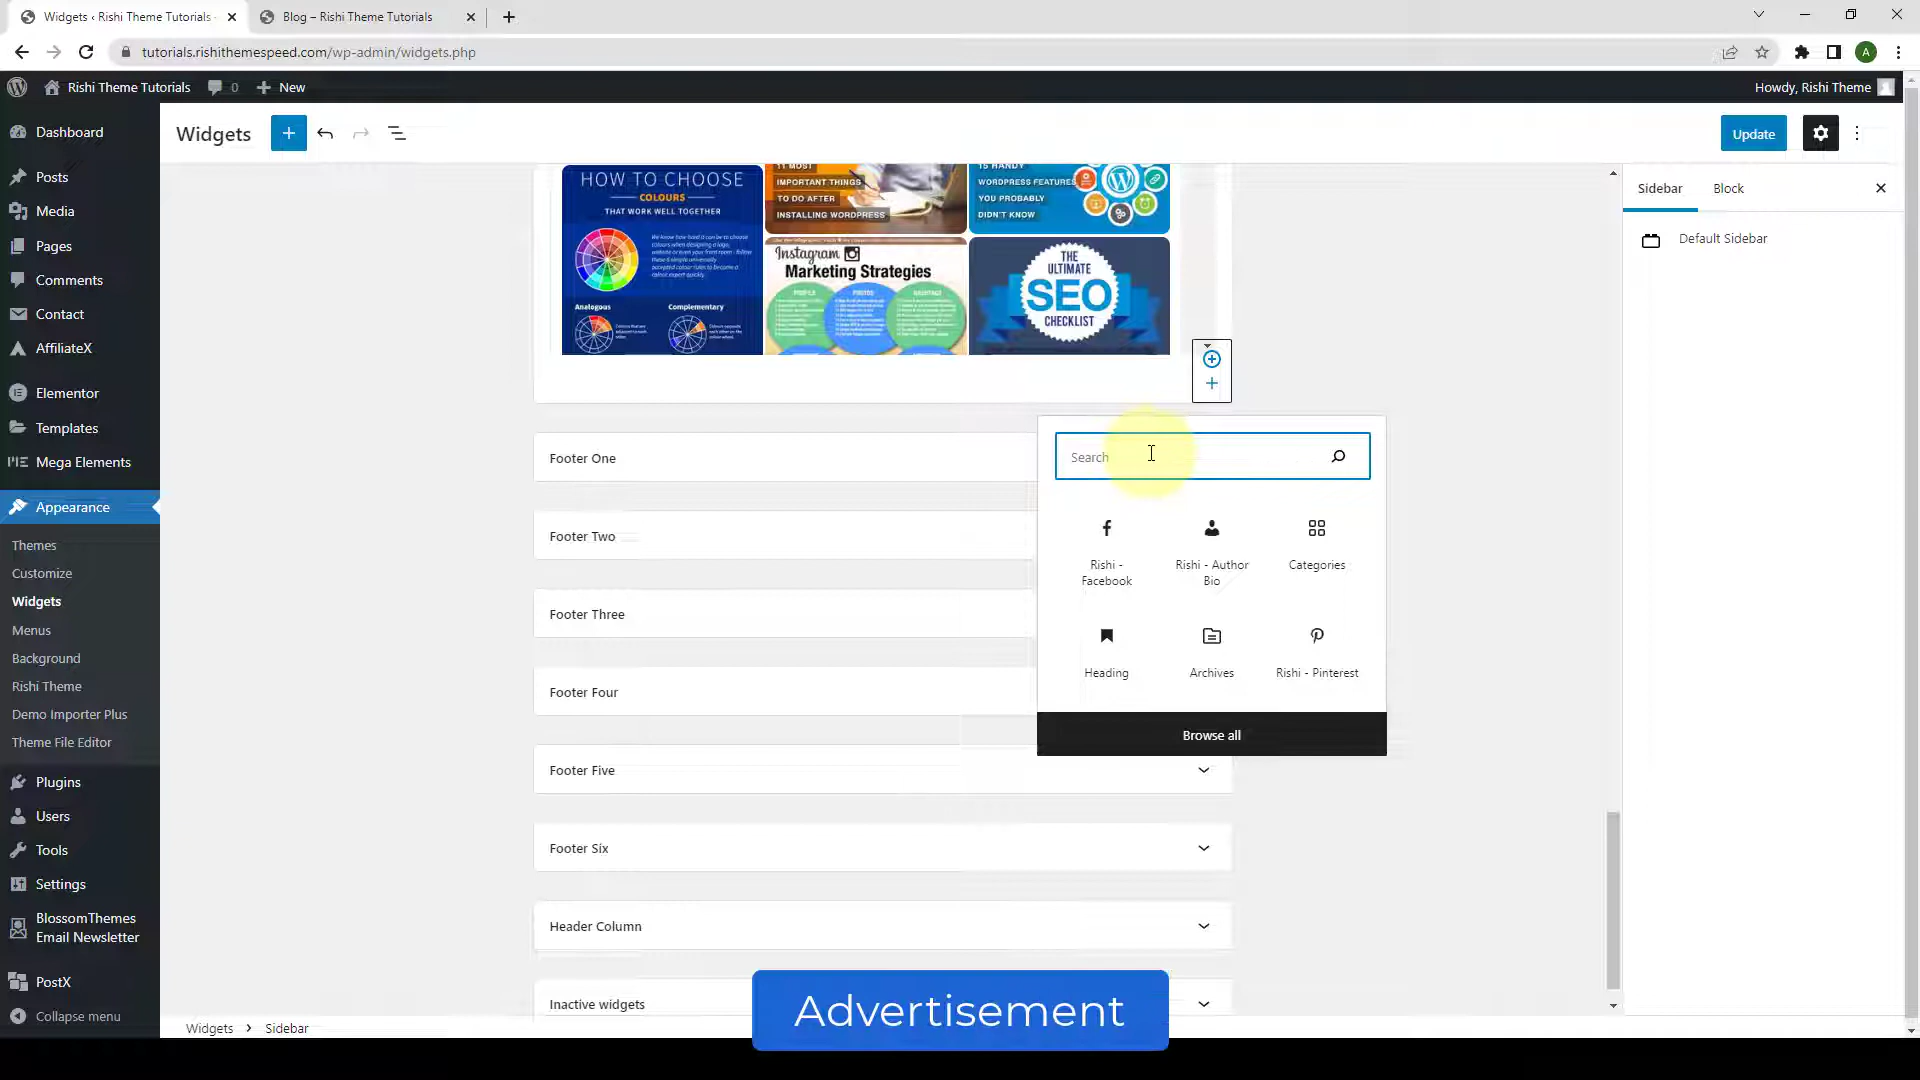 Widgets ‹ Rishi Theme Tutorials -
Blog – Rishi Theme Tutorials
tutorials.rishithemespeed.com/wp-admin/widgets.php
A
Rishi Theme Tutorials
0
New
Howdy, Rishi Theme
Dashboard
Posts
Media
Pages
Comments
Contact
AffiliateX
Elementor
Templates
Mega Elements
Appearance
Themes
Customize
Widgets
Menus
Background
Rishi Theme
Demo Importer Plus
Theme File Editor
Plugins
Users
Tools
Settings
BlossomThemes
Email Newsletter
PostX
Collapse menu
Widgets
Update
HOW TO CHOOSE
COLOURS
THAT WORK WELL TOGETHER
Analogous
Complementary
IMPORTANT THINGS
TO DO AFTER
INSTALLING WORDPRESS
15 HANDY
WORDPRESS FEATURES
YOU PROBABLY
DIDN'T KNOW
Instagram
Marketing Strategies
THE
ULTIMATE
SEO
CHECKLIST
Footer One
Footer Two
Footer Three
Footer Four
Footer Five
Footer Six
Header Column
Inactive widgets
Search
Rishi -
Facebook
Rishi - Author
Bio
Categories
Heading
Archives
Rishi - Pinterest
Browse all
Sidebar
Block
Default Sidebar
Widgets
Sidebar
Advertisement